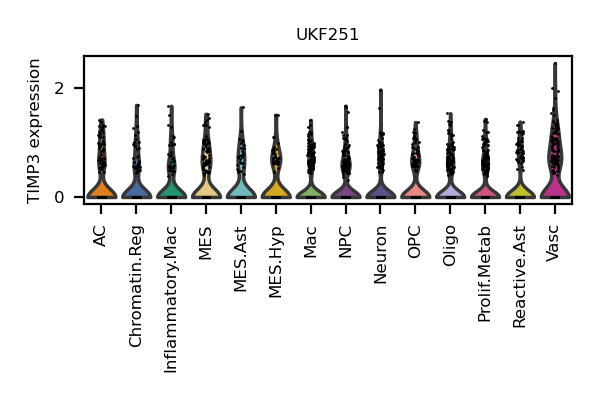 UKF251
TIMP3 expression
2
0
AC
Chromatin.Reg
Inflammatory.Mac
MES
MES.Ast
MES.Hyp
Mac
NPC
Neuron
OPC
Oligo
Prolif.Metab
Reactive.Ast
Vasc